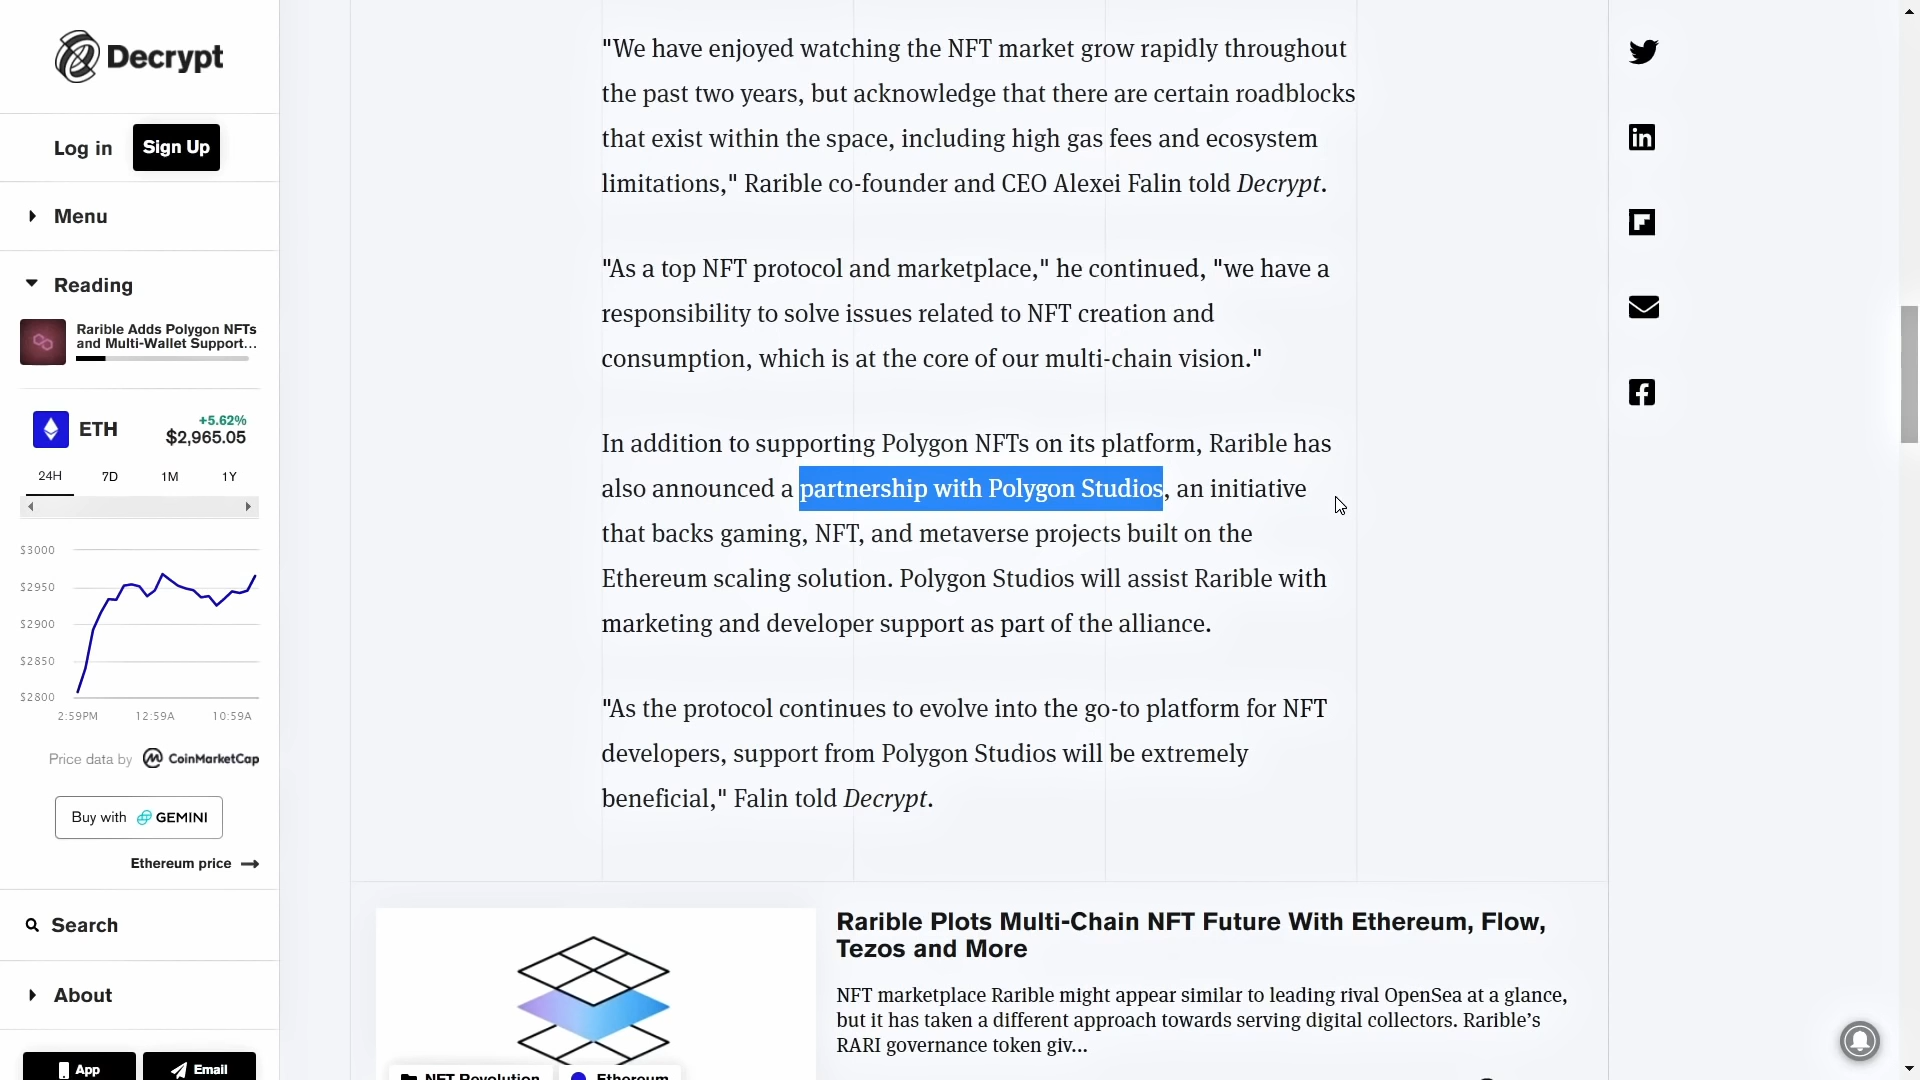 Decrypt
Log in
Sign Up
Menu
Reading
Rarible Adds Polygon NFTs
and Multi-Wallet Support...
ETH
+5.62%
$2,965.05
24H
7D
1M
1Y
$3000
$2950
$2900
$2850
$2800
2:59PM
12:59A
10:59A
Price data by CoinMarketCap
Buy with GEMINI
Ethereum price
Search
About
App
Email
"We have enjoyed watching the NFT market grow rapidly throughout
the past two years, but acknowledge that there are certain roadblocks
that exist within the space, including high gas fees and ecosystem
limitations," Rarible co-founder and CEO Alexei Falin told Decrypt.
"As a top NFT protocol and marketplace," he continued, "we have a
responsibility to solve issues related to NFT creation and
consumption, which is at the core of our multi-chain vision."
In addition to supporting Polygon NFTs on its platform, Rarible has
also announced a partnership with Polygon Studios, an initiative
that backs gaming, NFT, and metaverse projects built on the
Ethereum scaling solution. Polygon Studios will assist Rarible with
marketing and developer support as part of the alliance.
"As the protocol continues to evolve into the go-to platform for NFT
developers, support from Polygon Studios will be extremely
beneficial," Falin told Decrypt.
Rarible Plots Multi-Chain NFT Future With Ethereum, Flow,
Tezos and More
NFT marketplace Rarible might appear similar to leading rival OpenSea at a glance,
but it has taken a different approach towards serving digital collectors. Rarible’s
RARI governance token giv...
NFT Revolution
Ethereum